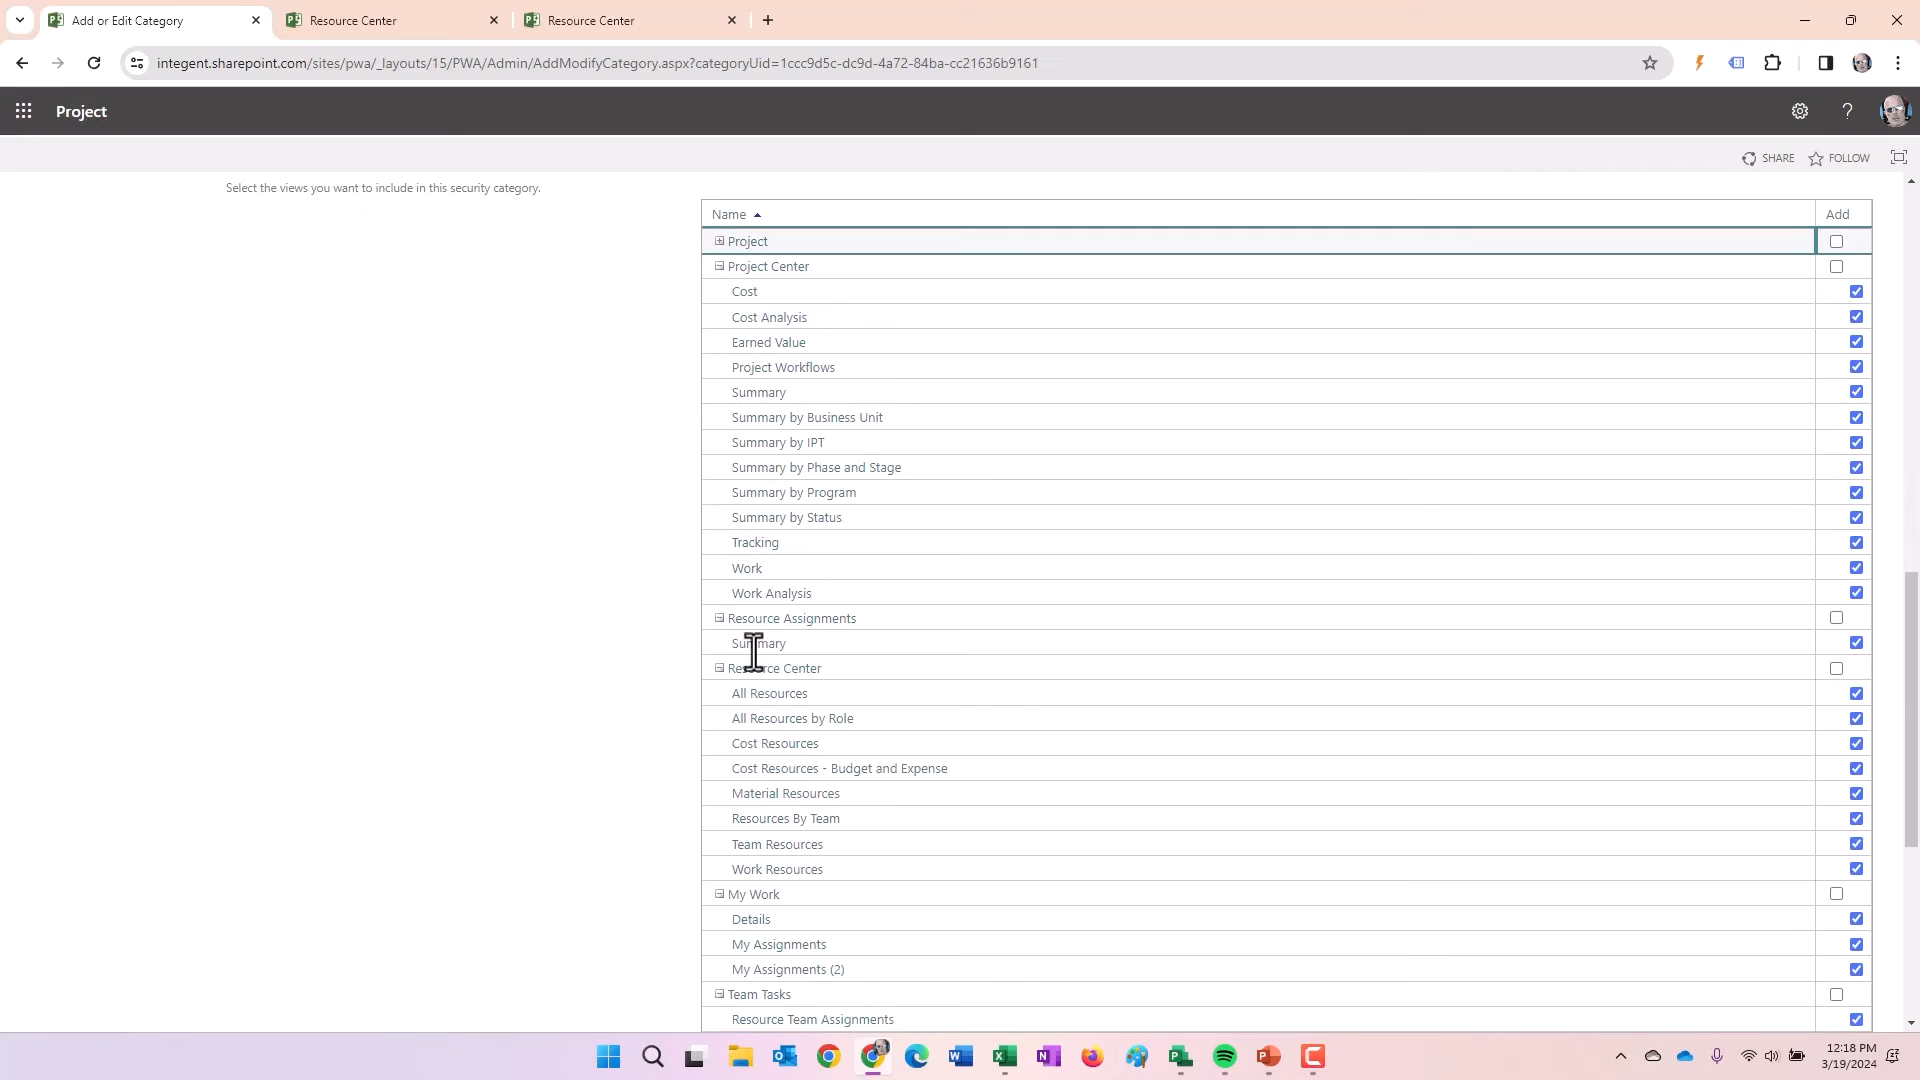 Add or Edit Category
Resource Center
Resource Center
integent.sharepoint.com/sites/pwa/_layouts/15/PWA/Admin/AddModifyCategory.aspx?categoryUid=1ccc9d5c-dc9d-4a72-84ba-cc21636b9161
Project
SHARE
FOLLOW
Select the views you want to include in this security category.
Name Add
Project
Project Center
Cost
Cost Analysis
Earned Value
Project Workflows
Summary
Summary by Business Unit
Summary by IPT
Summary by Phase and Stage
Summary by Program
Summary by Status
Tracking
Work
Work Analysis
Resource Assignments
Summary
Resource Center
All Resources
All Resources by Role
Cost Resources
Cost Resources - Budget and Expense
Material Resources
Resources By Team
Team Resources
Work Resources
My Work
Details
My Assignments
My Assignments (2)
Team Tasks
Resource Team Assignments
12:18 PM
3/19/2024